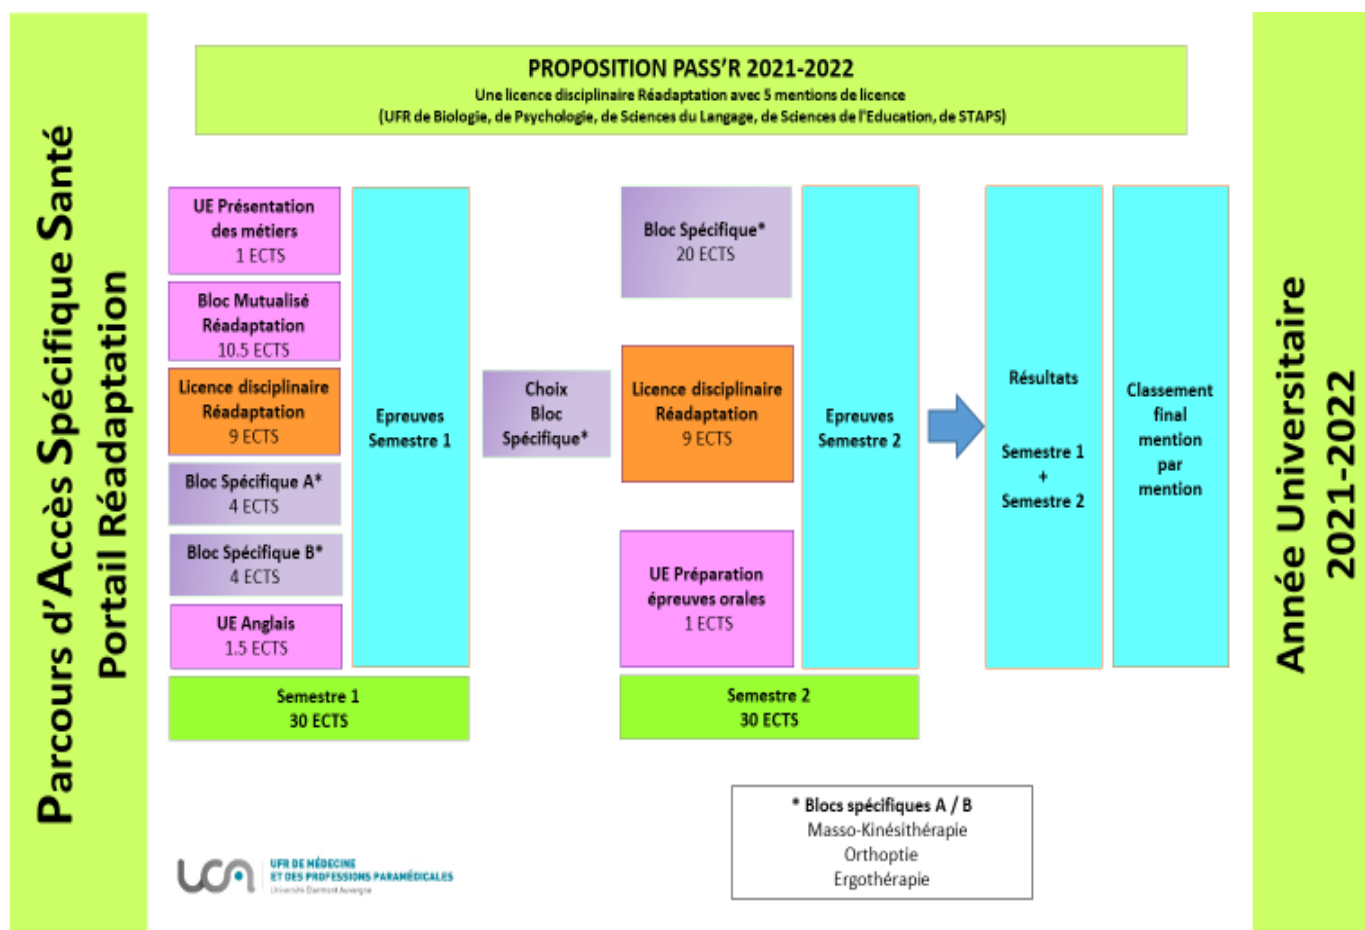 Parcours d'Accès Spécifique Santé
Portail Réadaptation
PROPOSITION PASS'R 2021-2022
Une licence disciplinaire Réadaptation avec 5 mentions de licence
(UFR de Biologie, de Psychologie, de Sciences du Langage, de Sciences de l'Education, de STAPS)
UE Présentation
des métiers
1 ECTS
Bloc Mutualisé
Réadaptation
10.5 ECTS
Licence disciplinaire
Réadaptation
9 ECTS
Bloc Spécifique A*
4 ECTS
Bloc Spécifique B*
4 ECTS
UE Anglais
1.5 ECTS
Epreuves
Semestre 1
Semestre 1
30 ECTS
Choix
Bloc
Spécifique*
Bloc Spécifique*
20 ECTS
Licence disciplinaire
Réadaptation
9 ECTS
UE Préparation
épreuves orales
1 ECTS
Epreuves
Semestre 2
Semestre 2
30 ECTS
Résultats
Semestre 1
+
Semestre 2
Classement
final
mention
par
mention
* Blocs spécifiques A / B
Masso-Kinésithérapie
Orthoptie
Ergothérapie
UCA
UFR DE MÉDECINE
ET DES PROFESSIONS PARAMÉDICALES
Université Clermont Auvergne
Année Universitaire
2021-2022